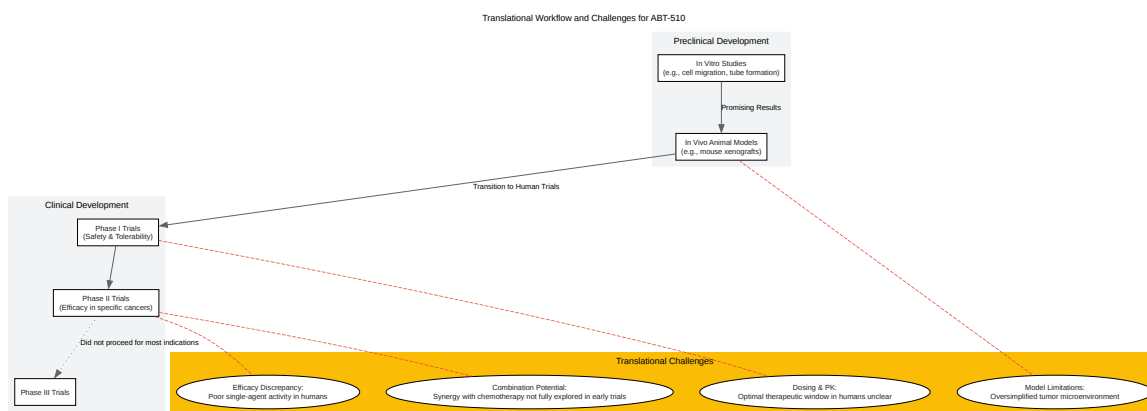 Translational Workflow and Challenges for ABT-510
Preclinical Development
In Vitro Studies
(e.g., cell migration, tube formation)
Promising Results
In Vivo Animal Models
(e.g., mouse xenografts)
Transition to Human Trials
Clinical Development
Phase I Trials
(Safety & Tolerability)
Phase II Trials
(Efficacy in specific cancers)
Did not proceed for most indications
Phase III Trials
Translational Challenges
Efficacy Discrepancy:
Poor single-agent activity in humans
Combination Potential:
Synergy with chemotherapy not fully explored in early trials
Dosing & PK:
Optimal therapeutic window in humans unclear
Model Limitations:
Oversimplified tumor microenvironment